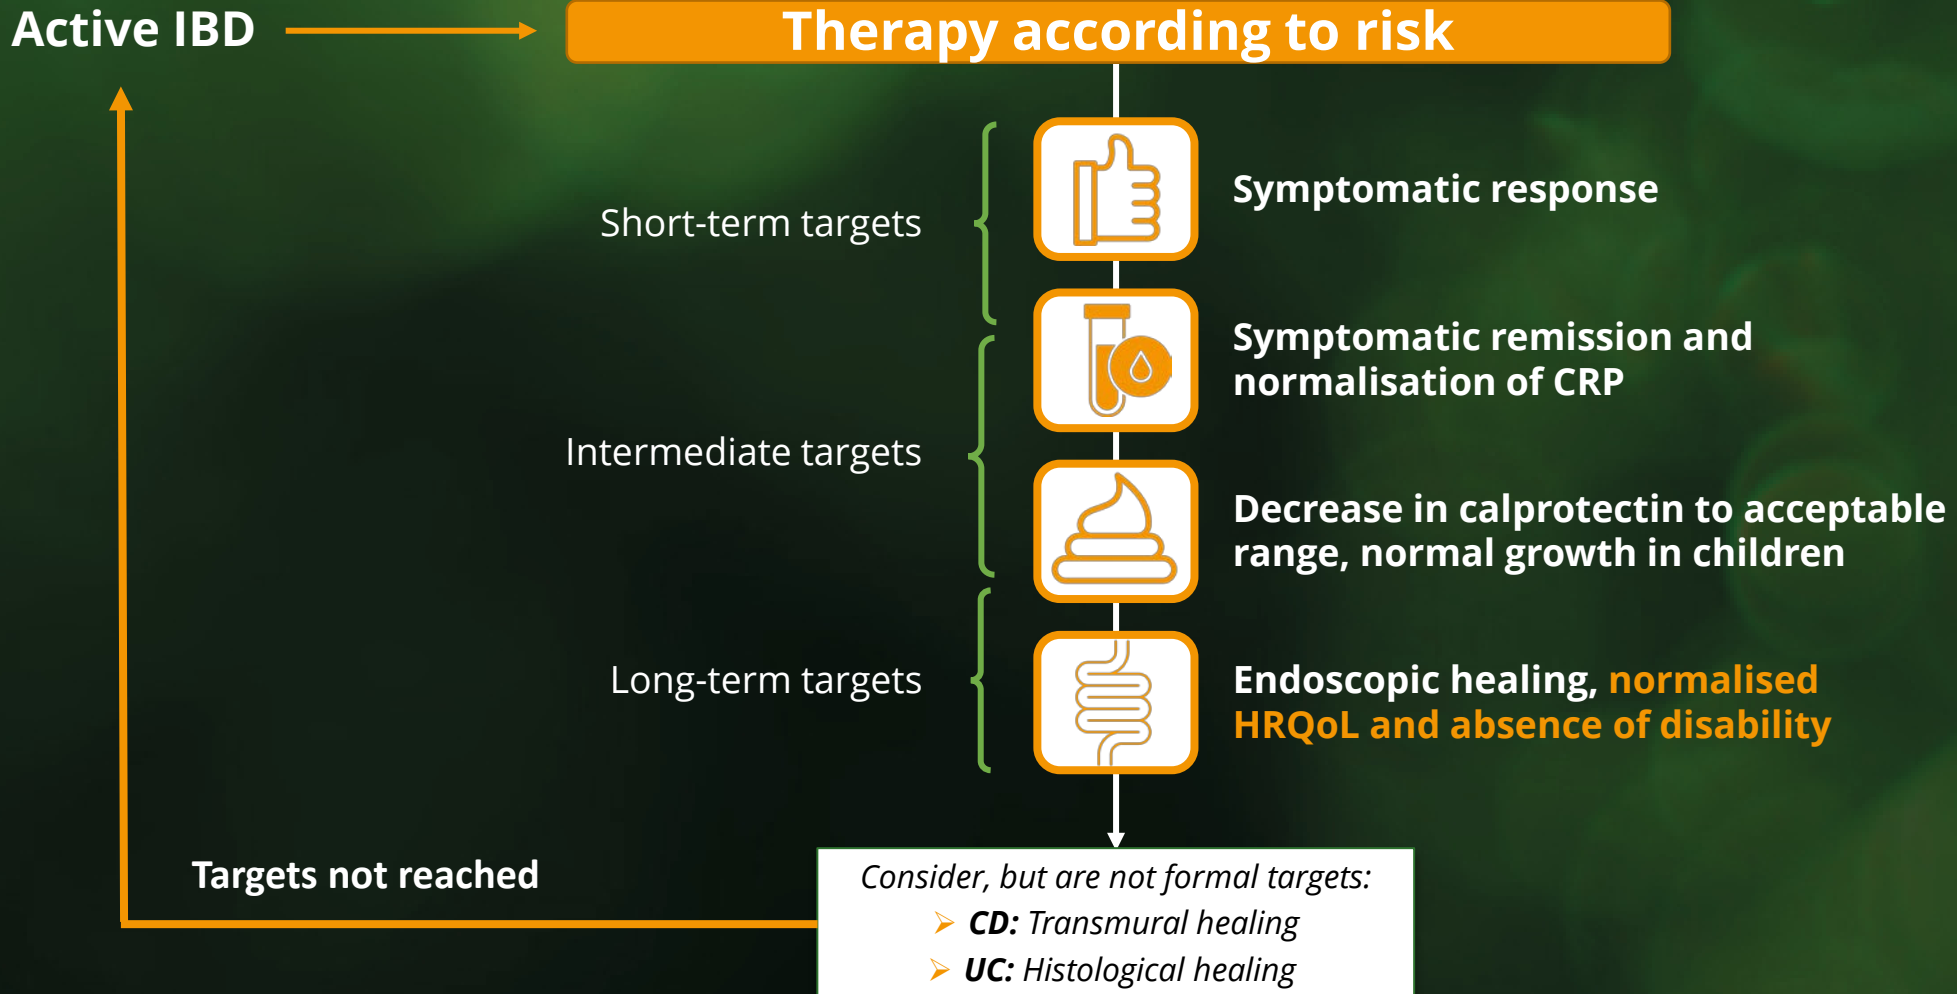 Active IBD
Therapy according to risk
Short-term targets
Symptomatic response
Symptomatic remission and
normalisation of CRP
Intermediate targets
Decrease in calprotectin to acceptable
range, normal growth in children
Long-term targets
Endoscopic healing, normalised
HRQoL and absence of disability
Targets not reached
Consider, but are not formal targets:
➢ CD: Transmural healing
➢ UC: Histological healing